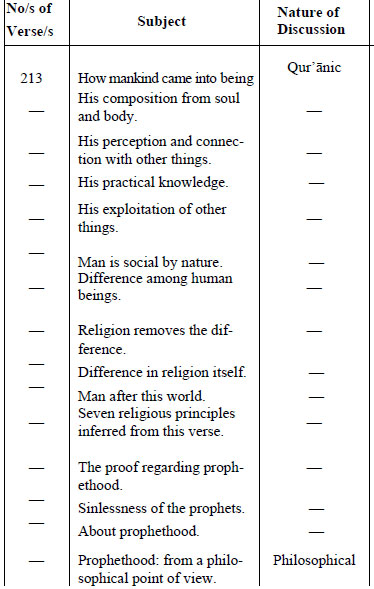 No/s of Verse/s Subject Nature of Discussion
213 How mankind came into being Qur’ānic
— His composition from soul —
and body.
— His perception and connec- —
tion with other things.
— His practical knowledge. —
— His exploitation of other —
things.
— Man is social by nature. —
— Difference among human —
beings.
— Religion removes the dif- —
ference.
— Difference in religion itself. —
— Man after this world. —
— Seven religious principles —
inferred from this verse.
— The proof regarding proph- —
ethood.
— Sinlessness of the prophets. —
— About prophethood. —
— Prophethood: from a philo- Philosophical
sophical point of view.